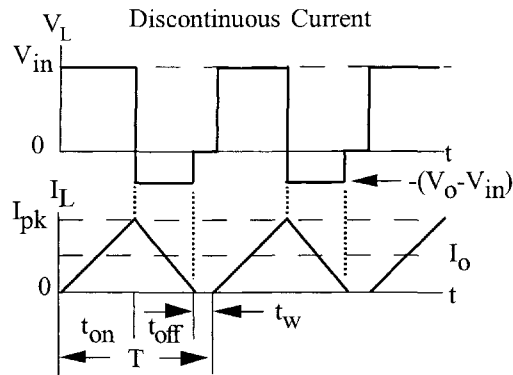 Discontinuous Current
V_L
V_in
0
t
-(V_o-V_in)
I_L
I_pk
I_o
0
t
t_on t_off t_w
T